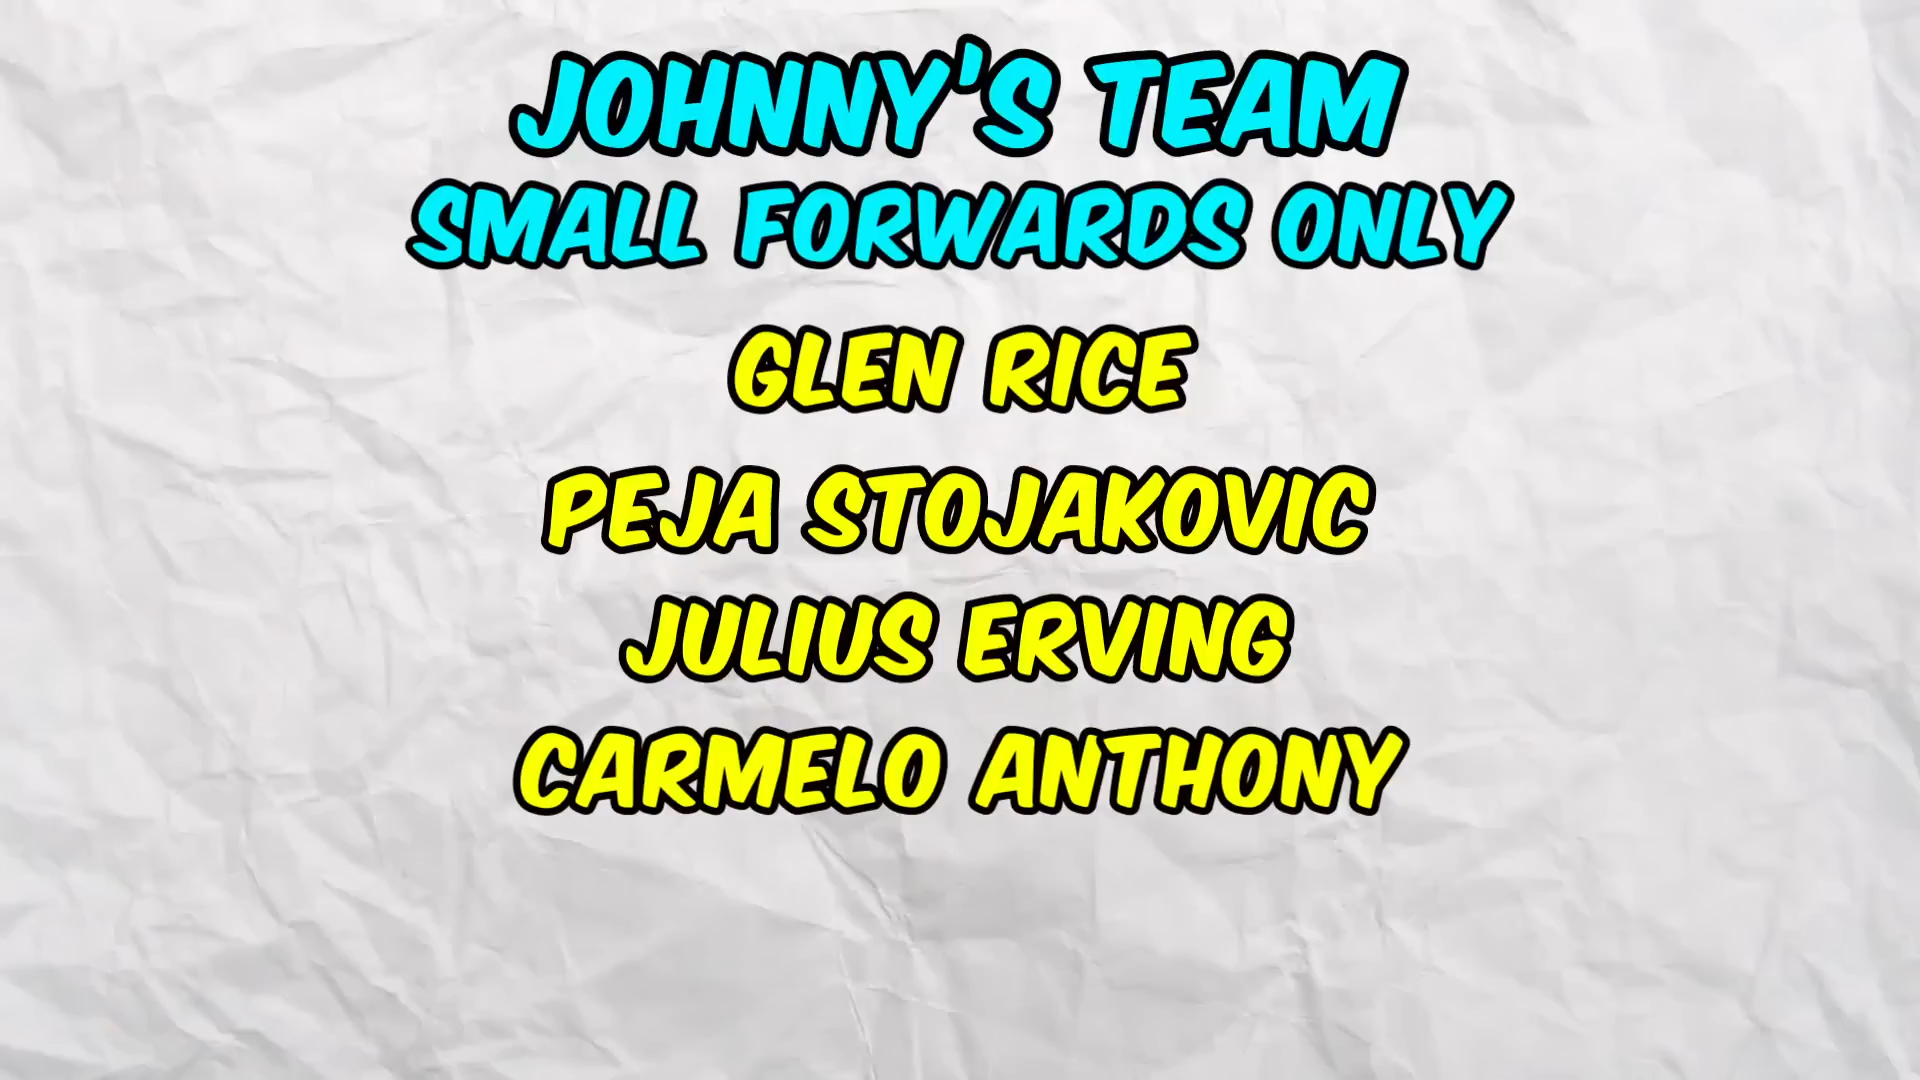 JOHNNY'S TEAM
SMALL FORWARDS ONLY
GLEN RICE
PEJA STOJAKOVIC
JULIUS ERVING
CARMELO ANTHONY